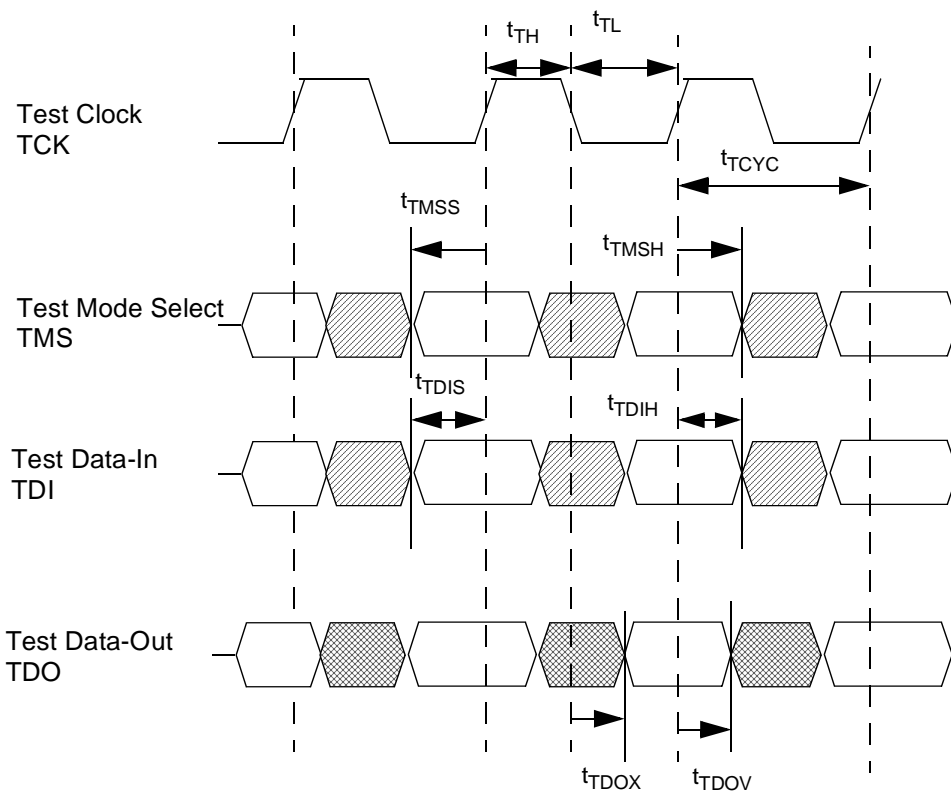 tTH
tTL
Test Clock
TCK
tTCYC
tTMSS
tTMSH
Test Mode Select
TMS
tTDIS
tTDIH
Test Data-In
TDI
Test Data-Out
TDO
tTDOX
tTDOV